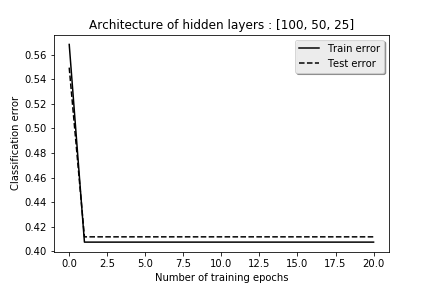 Architecture of hidden layers : [100, 50, 25]
Train error
Test error
0.56
0.54
0.52
0.50
0.48
0.46
0.44
0.42
0.40
Classification error
0.0 2.5 5.0 7.5 10.0 12.5 15.0 17.5 20.0
Number of training epochs